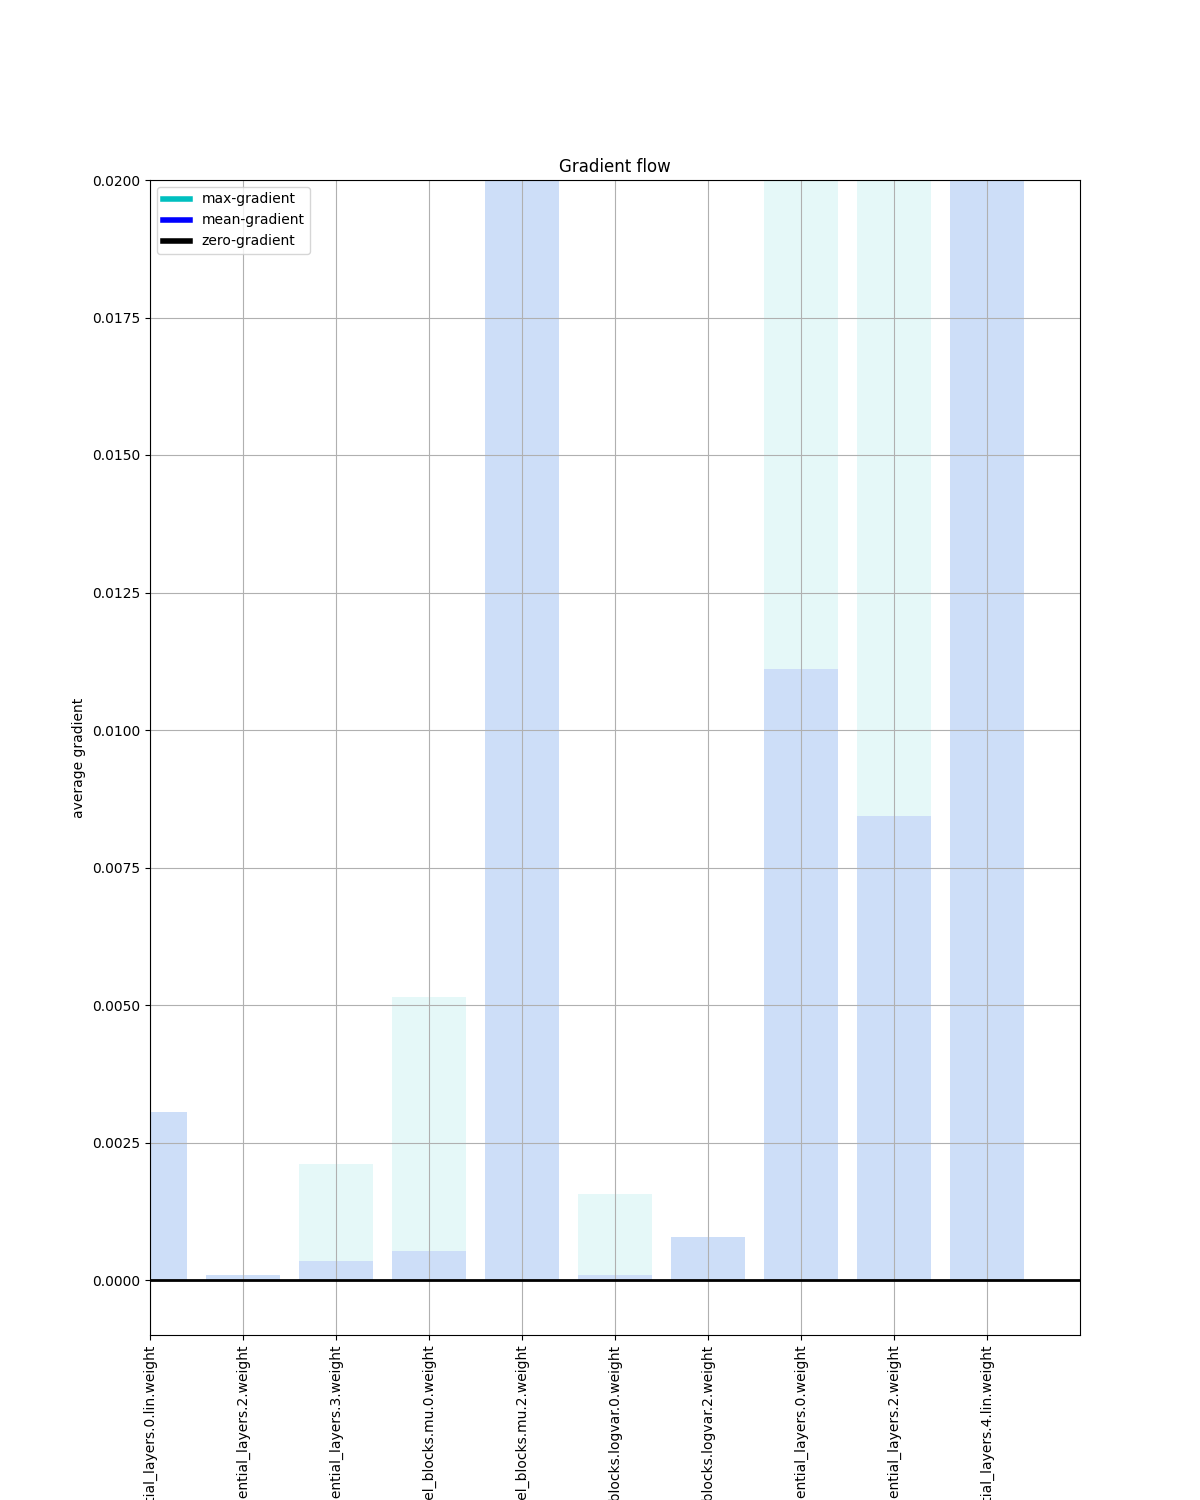 Gradient flow
max-gradient
mean-gradient
zero-gradient
0.0200
0.0175
0.0150
0.0125
0.0100
0.0075
0.0050
0.0025
0.0000
average gradient
tial_layers.0.lin.weight
ential_layers.2.weight
ential_layers.3.weight
el_blocks.mu.0.weight
el_blocks.mu.2.weight
blocks.logvar.0.weight
blocks.logvar.2.weight
ential_layers.0.weight
ential_layers.2.weight
tial_layers.4.lin.weight